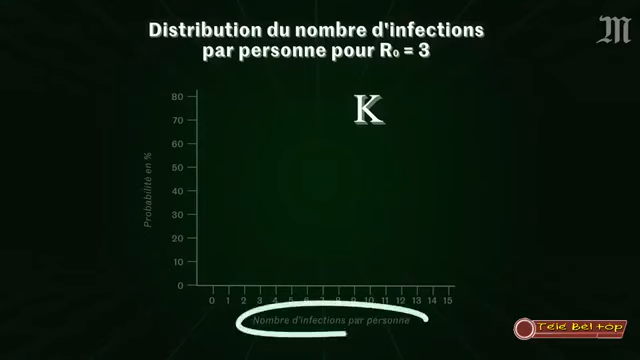 Distribution du nombre d'infections
par personne pour R₀ = 3
M
K
80
70
60
50
40
30
20
10
0
Probabilité en %
0 1 2 3 4 5 6 7 8 9 10 11 12 13 14 15
Nombre d'infections par personne
Télé Bel top